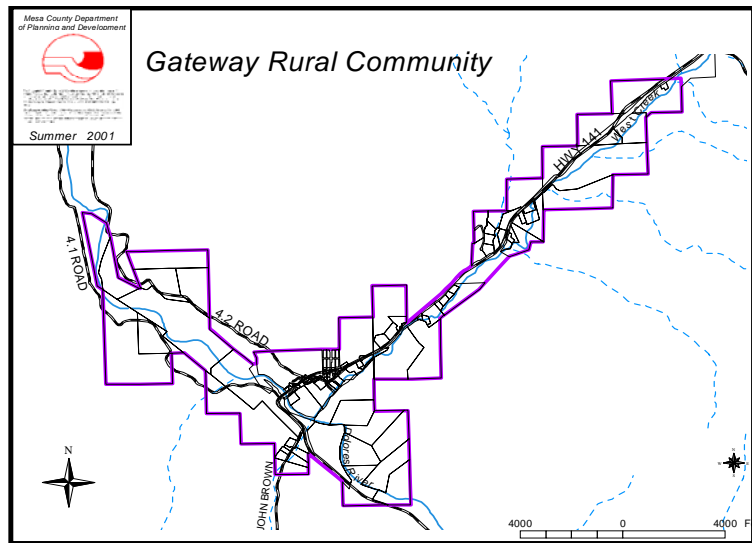 Mesa County Department
of Planning and Development
Summer 2001
Gateway Rural Community
West Creek
HWY 141
4.1 ROAD
4.2 ROAD
Dolores River
JOHN BROWN
N
N
4000 0 4000 F